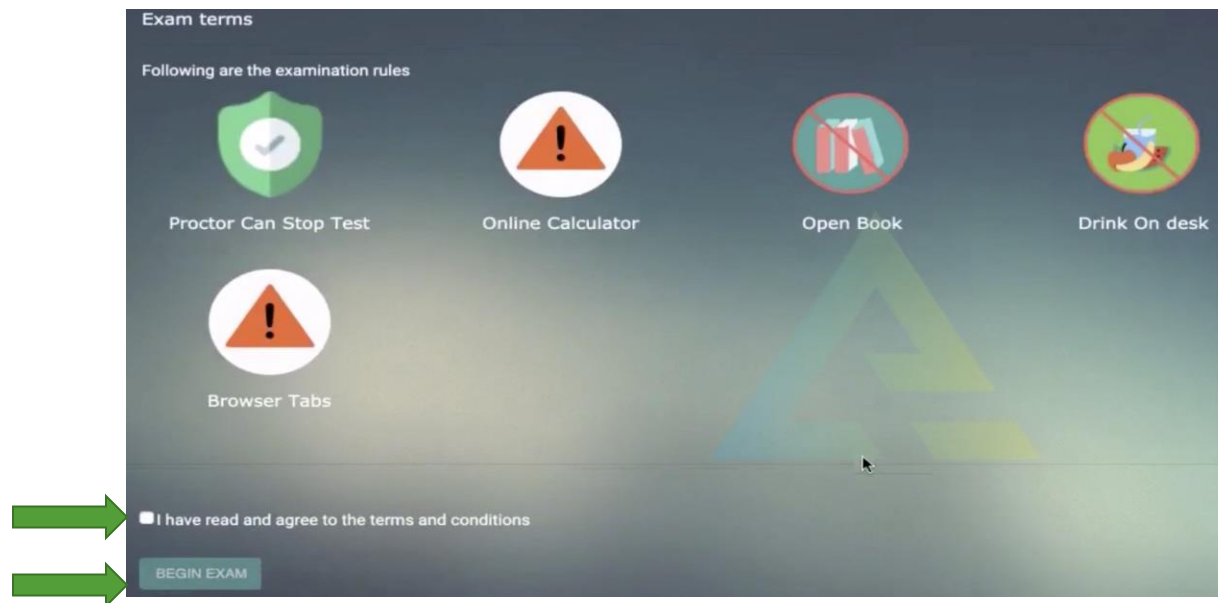 Exam terms
Following are the examination rules
Proctor Can Stop Test
Online Calculator
Open Book
Drink On desk
Browser Tabs
I have read and agree to the terms and conditions
BEGIN EXAM